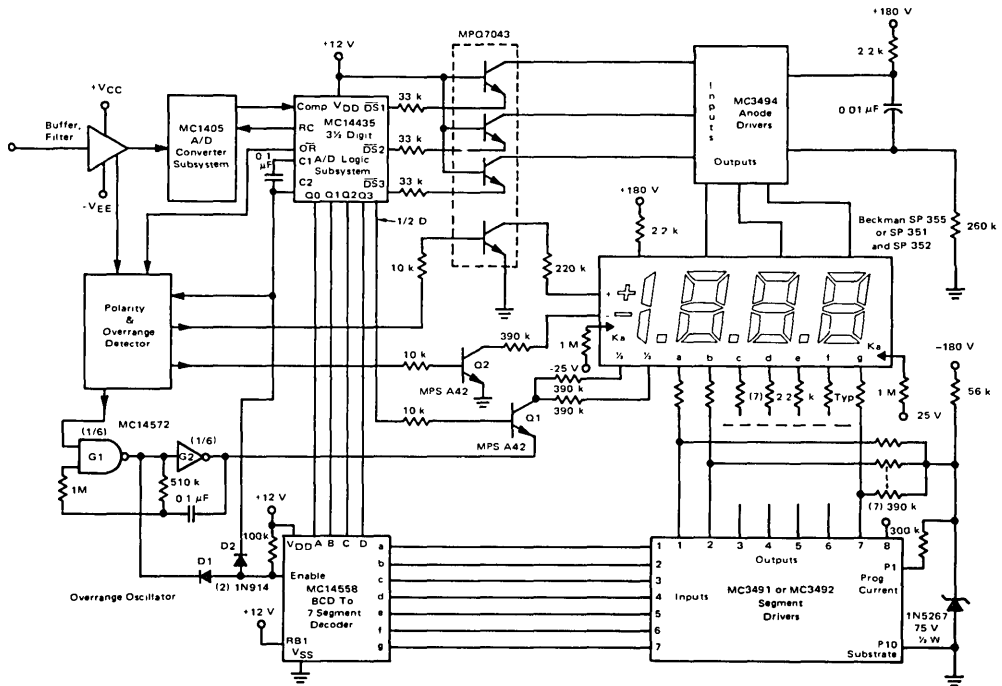 +180 V
2.2 k
MPQ7043
+12 V
Inputs
MC3494
Anode
Drivers
Outputs
0.01 µF
260 k
+VCC
Buffer,
Filter
-VEE
MC1405
A/D
Converter
Subsystem
Comp VDD DS1
MC14435
3½ Digit
RC
OR
DS2
C1 A/D Logic
Subsystem
C2
DS3
Q0 Q1 Q2 Q3
0.1
µF
33 k
33 k
33 k
1/2 D
10 k
220 k
+180 V
2.2 k
Beckman SP 355
or SP 351
and SP 352
+
-
+1.8.8.8
Ka
½ ½ a b c d e f g
Ka
Polarity
&
Overrange
Detector
10 k
Q2
MPS A42
390 k
1 M
-25 V
390 k
390 k
10 k
Q1
MPS A42
(7) 2.2 k Typ
1 M
25 V
-180 V
56 k
MC14572
(1/6)
G1
(1/6)
G2
1M
510 k
0.1 µF
(7) 390 k
300 k
+12 V
100k
D2
D1
(2) 1N914
Overrange Oscillator
+12 V
VDD A B C D
Enable
MC14558
BCD To
7 Segment
Decoder
RB1
VSS
a
b
c
d
e
f
g
1 2 3 4 5 6 7 8
Outputs
1
2
3
4
5
6
7
Inputs
MC3491 or MC3492
Segment
Drivers
P1
Prog
Current
P10
Substrate
1N5267
75 V
½ W